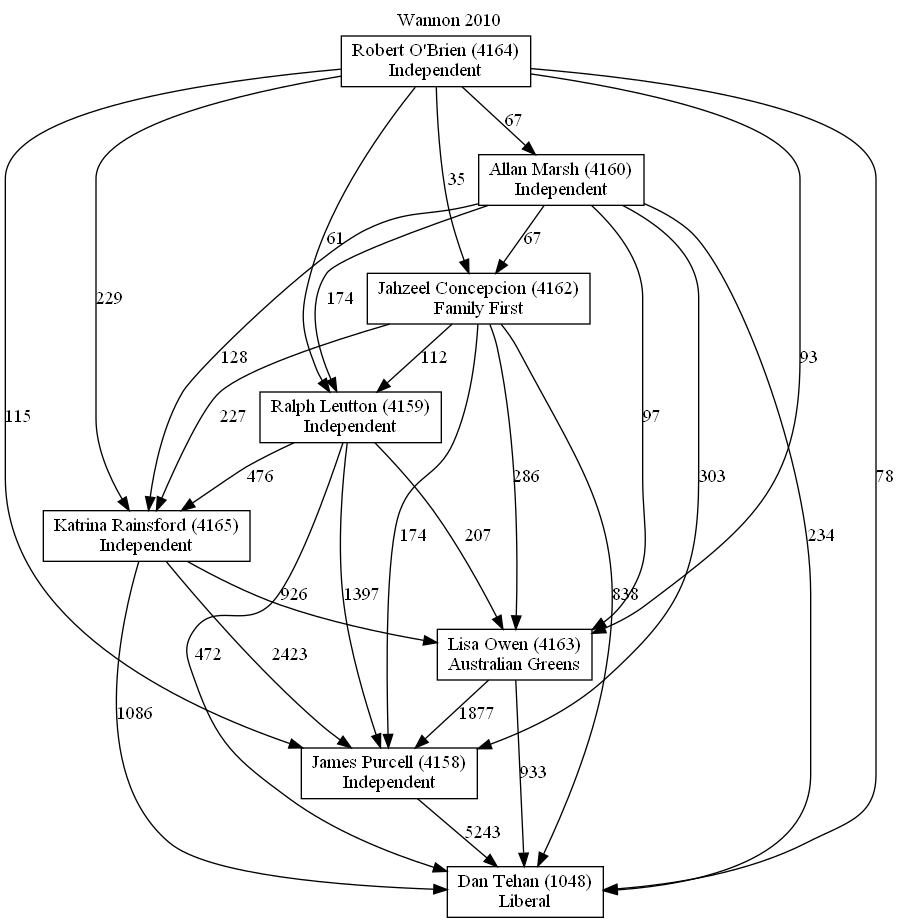 Wannon 2010
Robert O'Brien (4164)
Independent
67
Allan Marsh (4160)
Independent
35
61
67
Jahzeel Concepcion (4162)
Family First
229
174
128
112
93
Ralph Leutton (4159)
Independent
115
227
97
476
286
303
78
Katrina Rainsford (4165)
Independent
174
207
234
926
1397
838
Lisa Owen (4163)
Australian Greens
472
2423
1086
1877
James Purcell (4158)
Independent
933
5243
Dan Tehan (1048)
Liberal